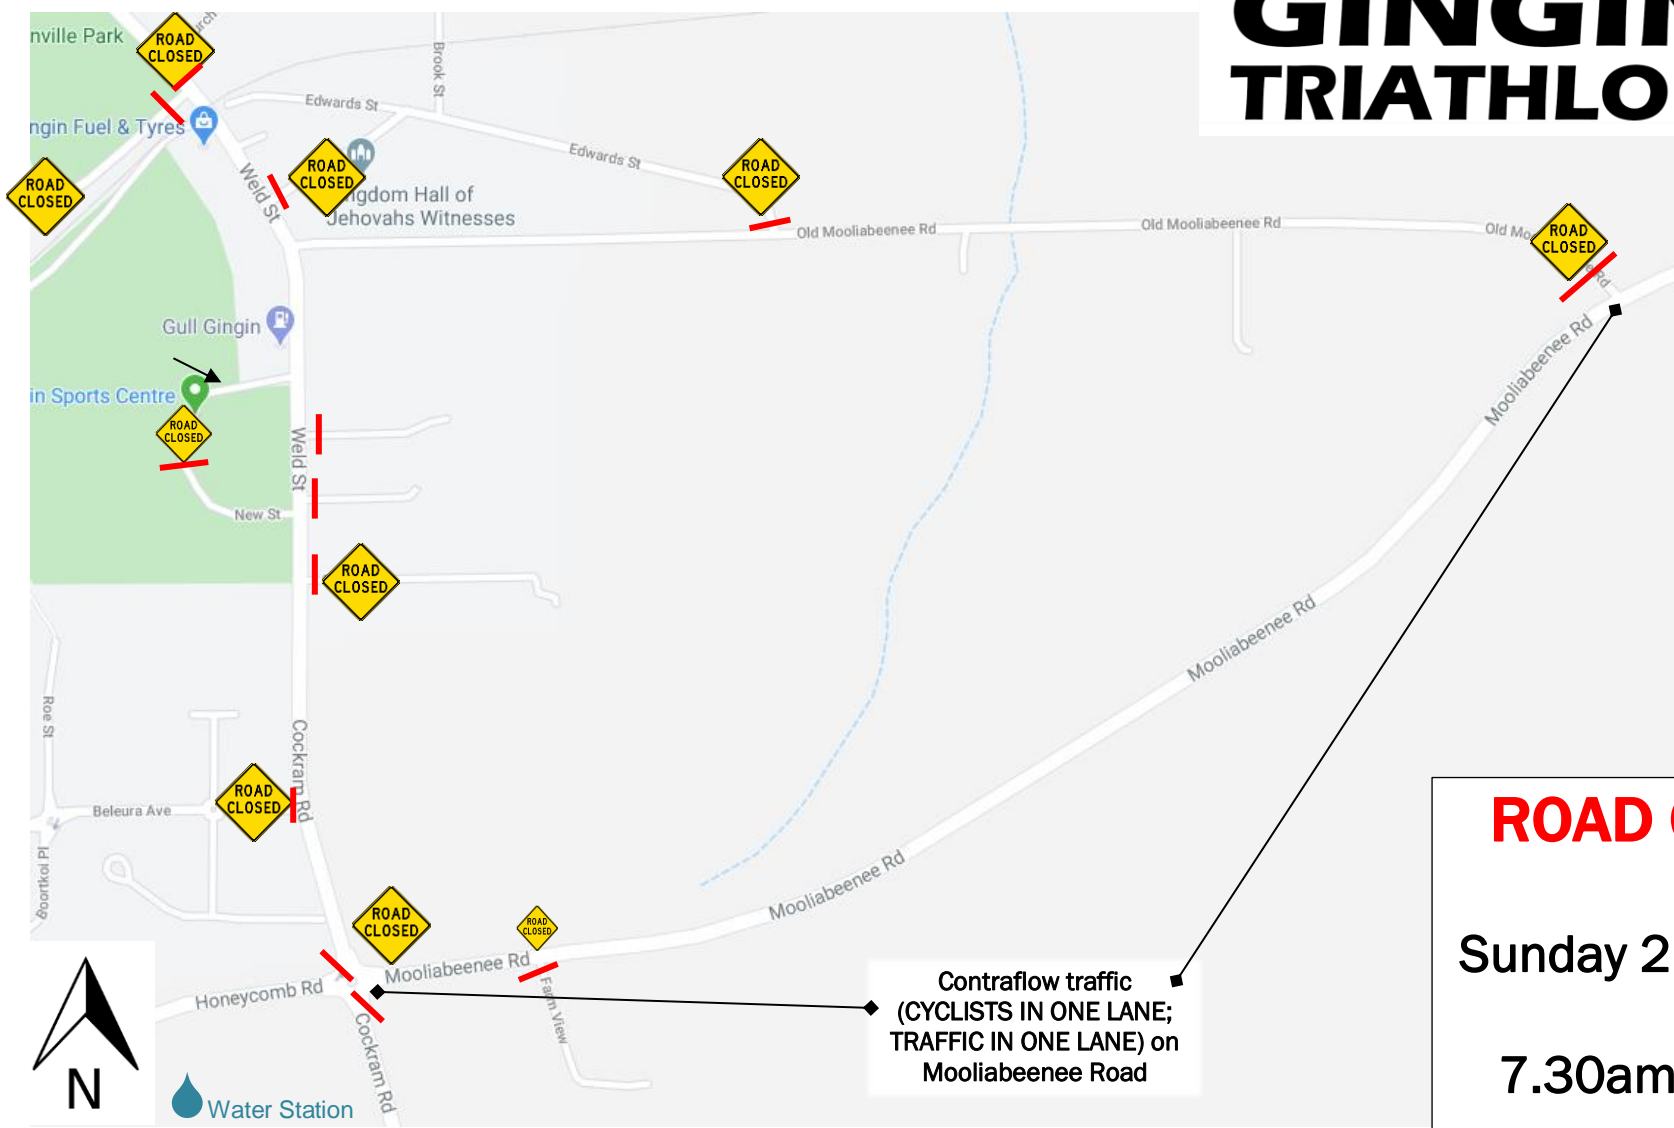 GINGIN
TRIATHLO
nville Park
ROAD
CLOSED
urch
Brook St
Edwards St
ngin Fuel & Tyres
ROAD
CLOSED
Weld St
ROAD
CLOSED
ngdom Hall of
Jehovahs Witnesses
Edwards St
ROAD
CLOSED
Old Mooliabeenee Rd
Old Mooliabeenee Rd
Old Mo
e Rd
ROAD
CLOSED
Gull Gingin
in Sports Centre
ROAD
CLOSED
Weld St
New St
Mooliabeenee Rd
ROAD
CLOSED
Mooliabeenee Rd
Roe St
Cockram Rd
Beleura Ave
ROAD
CLOSED
Boortkol Pl
ROAD
CLOSED
ROAD
CLOSED
Mooliabeenee Rd
Mooliabeenee Rd
Honeycomb Rd
Farm View
Cockram Rd
Contraflow traffic
(CYCLISTS IN ONE LANE;
TRAFFIC IN ONE LANE) on
Mooliabeenee Road
N
Water Station
ROAD
Sunday 2
7.30am